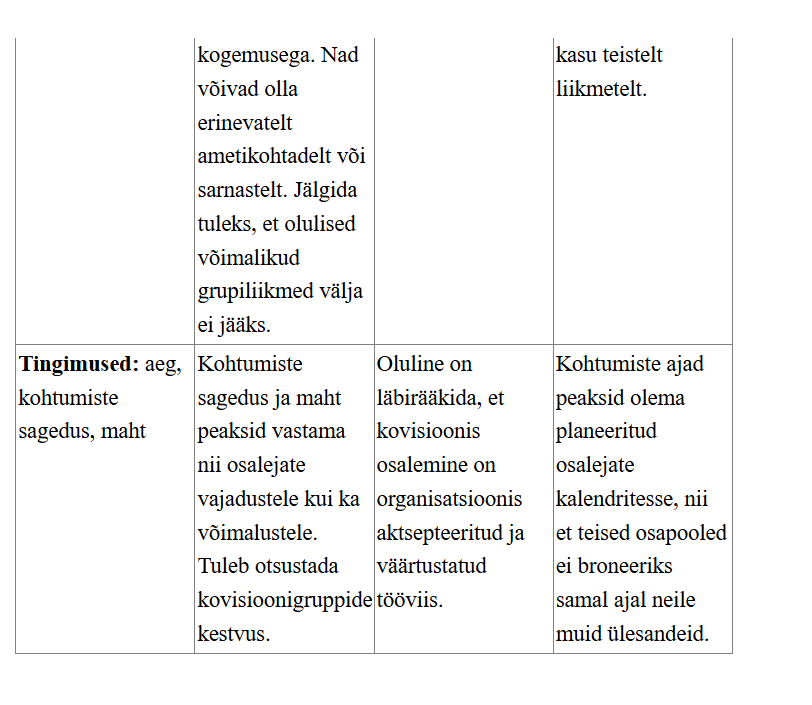 kogemusega. Nad
võivad olla
erinevatelt
ametikohtadelt või
sarnastelt. Jälgida
tuleks, et olulised
võimalikud
grupiliikmed välja
ei jääks.
kasu teistelt
liikmetelt.
Tingimused: aeg,
kohtumiste
sagedus, maht
Kohtumiste
sagedus ja maht
peaksid vastama
nii osalejate
vajadustele kui ka
võimalustele.
Tuleb otsustada
kovisioonigruppide
kestvus.
Oluline on
läbirääkida, et
kovisioonis
osalemine on
organisatsioonis
aktsepteeritud ja
väärtustatud
tööviis.
Kohtumiste ajad
peaksid olema
planeeritud
osalejate
kalendritesse, nii
et teised osapooled
ei broneeriks
samal ajal neile
muid ülesandeid.